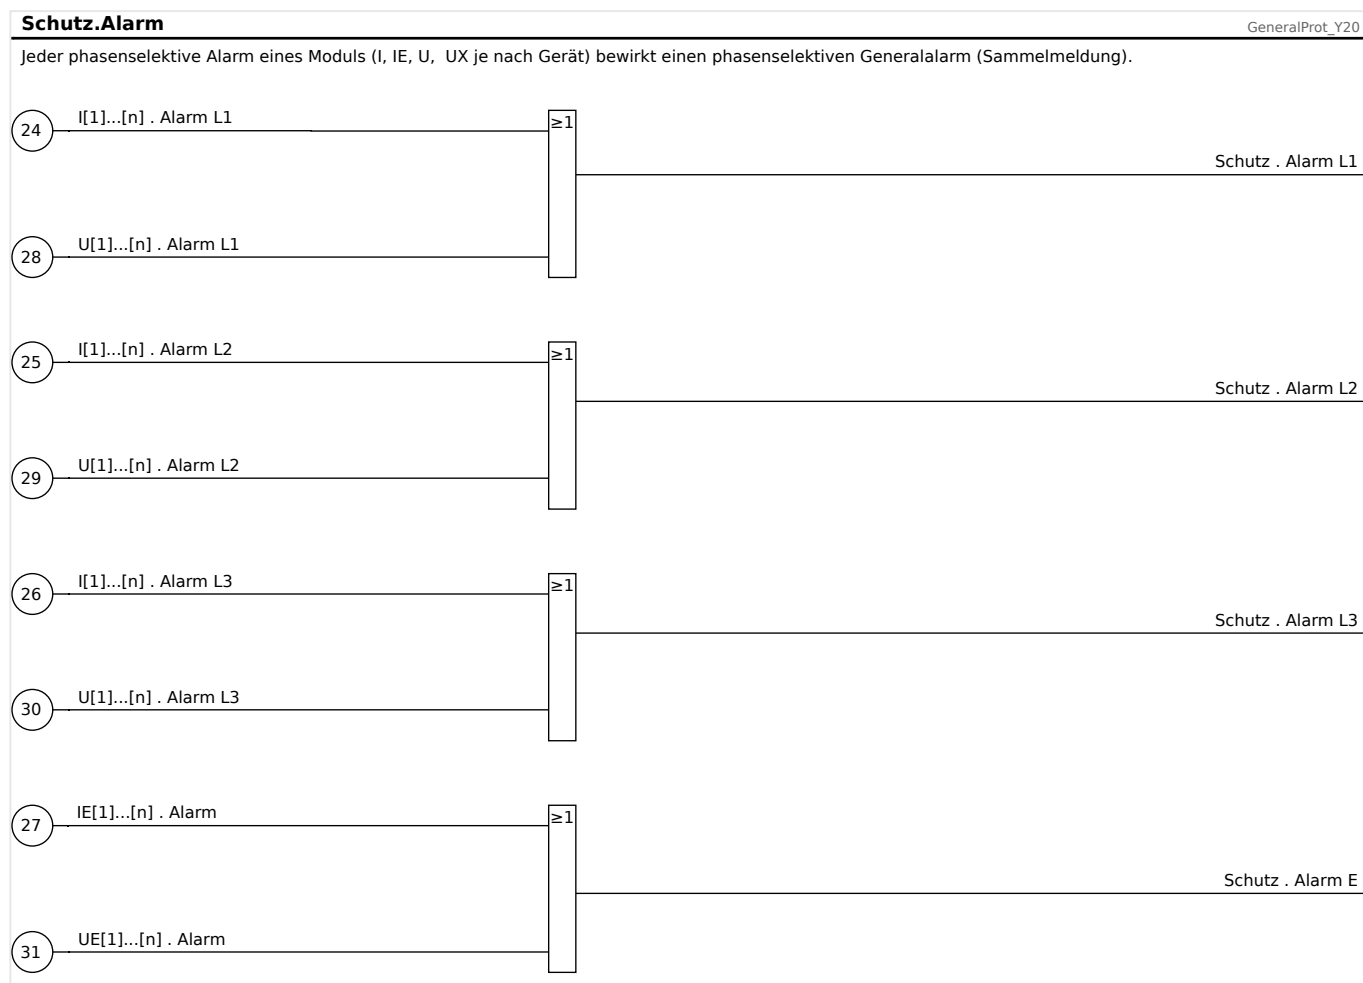 Schutz.Alarm
GeneralProt_Y20
Jeder phasenselektive Alarm eines Moduls (I, IE, U,  UX je nach Gerät) bewirkt einen phasenselektiven Generalalarm (Sammelmeldung).
24
I[1]...[n] . Alarm L1
≥1
Schutz . Alarm L1
28
U[1]...[n] . Alarm L1
25
I[1]...[n] . Alarm L2
≥1
Schutz . Alarm L2
29
U[1]...[n] . Alarm L2
26
I[1]...[n] . Alarm L3
≥1
Schutz . Alarm L3
30
U[1]...[n] . Alarm L3
27
IE[1]...[n] . Alarm
≥1
Schutz . Alarm E
31
UE[1]...[n] . Alarm